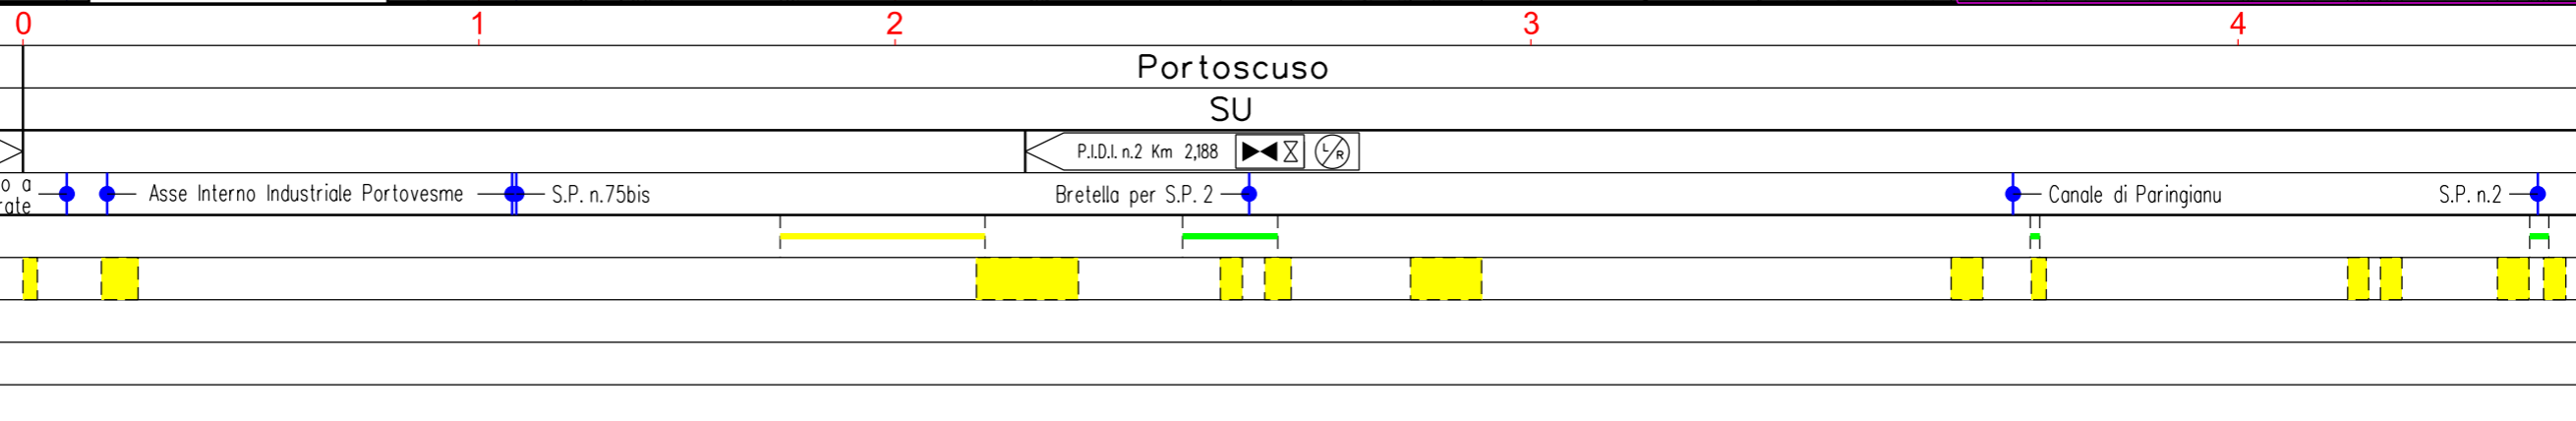 0 1 2 3 4
Portoscuso
SU
P.I.D.I. n.2 Km 2,188 L/R
o a
rate
Asse Interno Industriale Portovesme
S.P. n.75bis
Bretella per S.P. 2
Canale di Paringianu
S.P. n.2